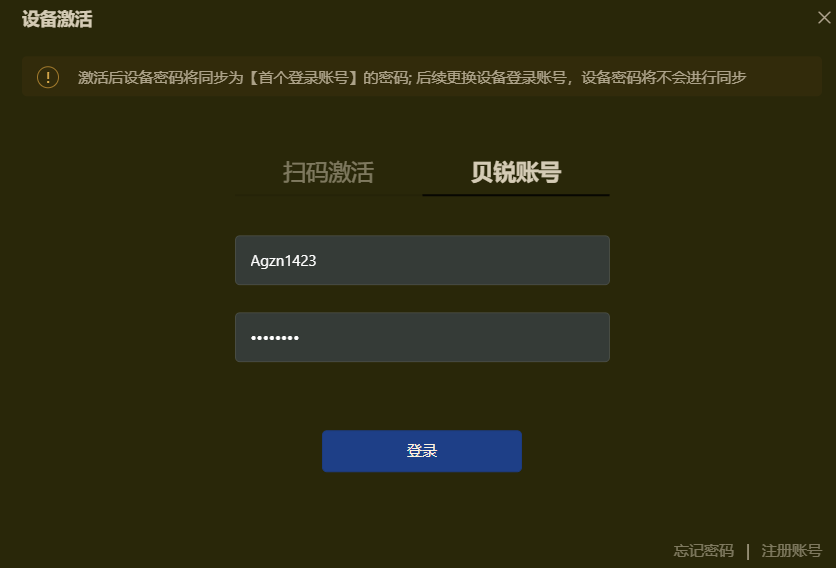 设备激活
激活后设备密码将同步为【首个登录账号】的密码; 后续更换设备登录账号，设备密码将不会进行同步
扫码激活 贝锐账号
Agzn1423
••••••••
登录
忘记密码 | 注册账号